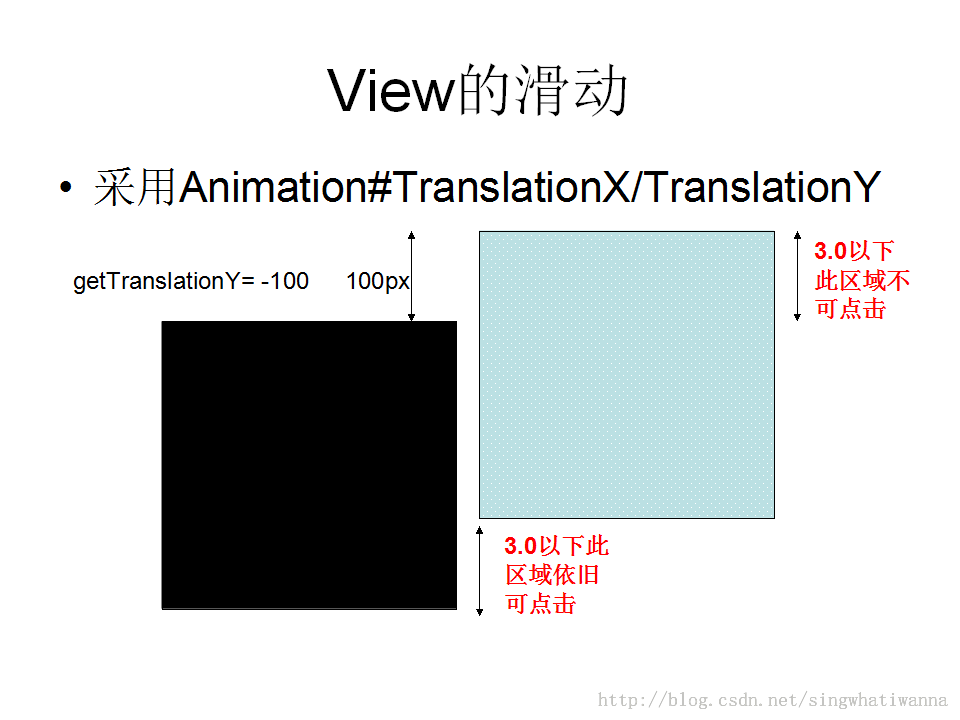 View的滑动
• 采用Animation#TranslationX/TranslationY
getTranslationY= -100
100px
3.0以下
此区域不
可点击
3.0以下此
区域依旧
可点击
http://blog.csdn.net/singwhatiwanna